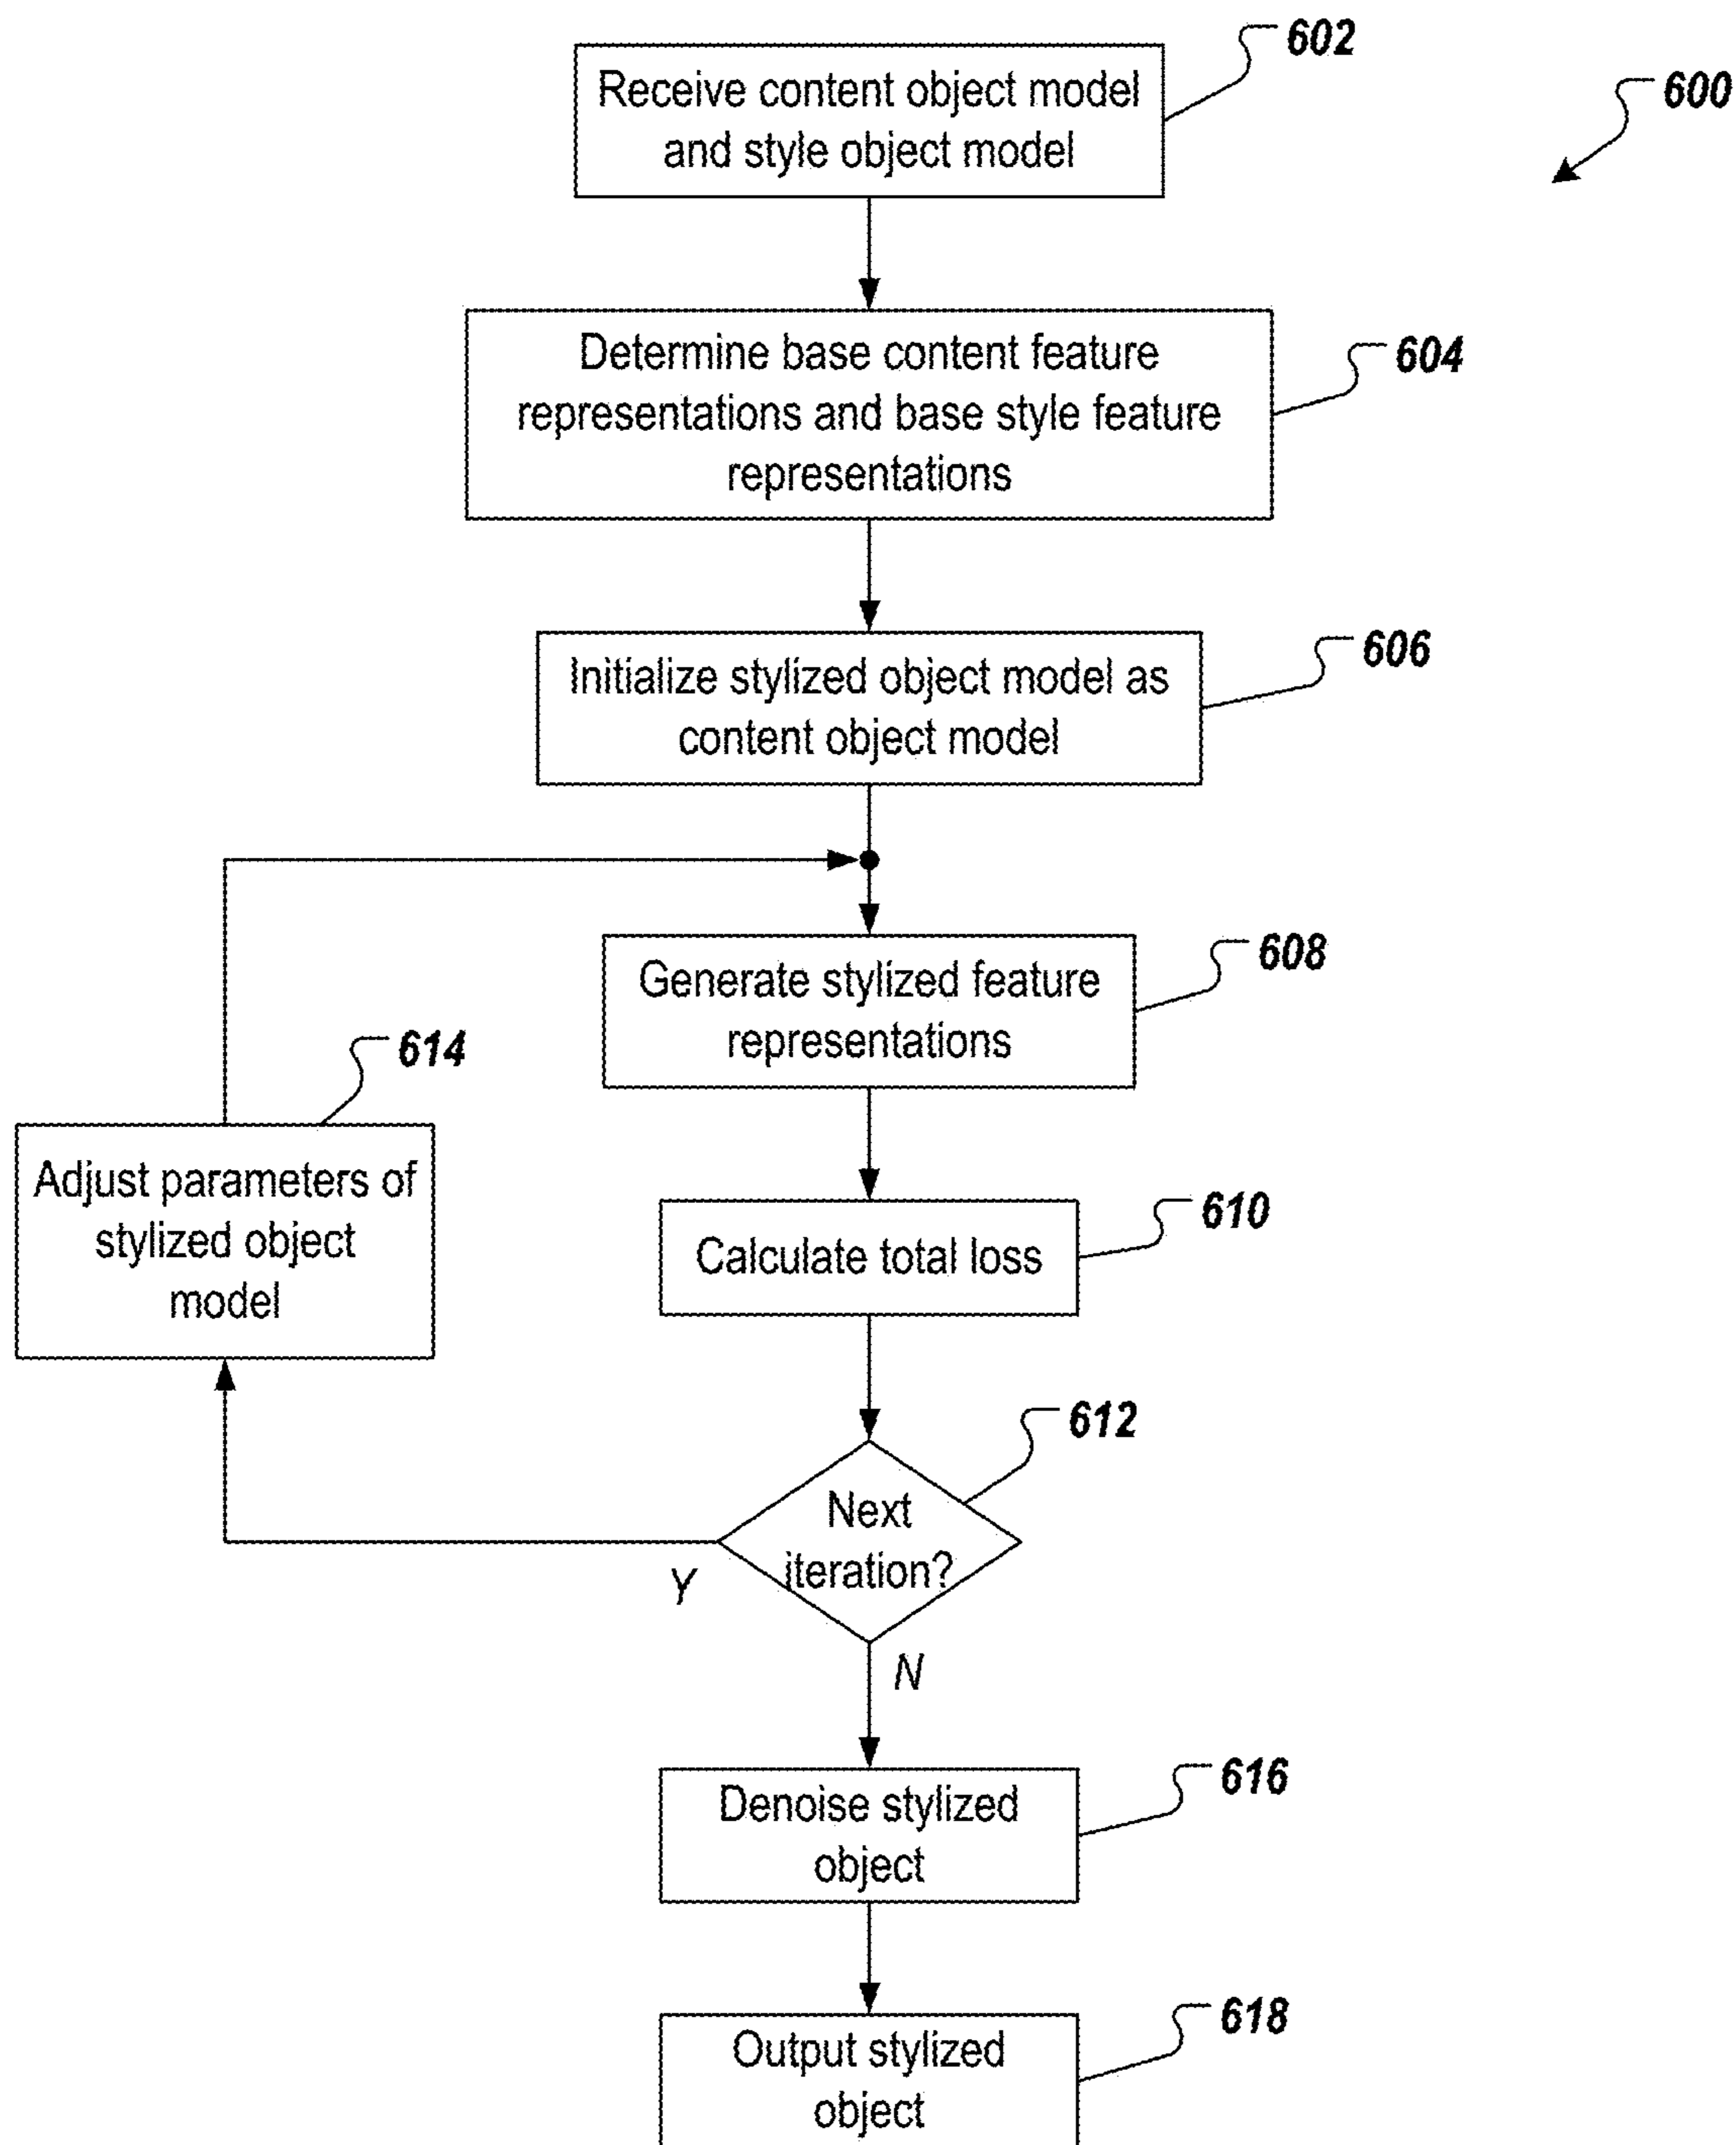 602
600
Receive content object model
and style object model
604
Determine base content feature
representations and base style feature
representations
606
Initialize stylized object model as
content object model
608
Generate stylized feature
representations
614
Adjust parameters of
stylized object
model
610
Calculate total loss
612
Next
iteration?
Y
N
616
Denoise stylized
object
618
Output stylized
object